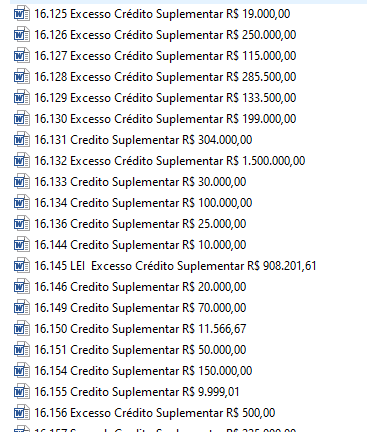 16.125 Excesso Crédito Suplementar R$ 19.000,00
16.126 Excesso Crédito Suplementar R$ 250.000,00
16.127 Excesso Crédito Suplementar R$ 115.000,00
16.128 Excesso Crédito Suplementar R$ 285.500,00
16.129 Excesso Crédito Suplementar R$ 133.500,00
16.130 Excesso Crédito Suplementar R$ 199.000,00
16.131 Credito Suplementar R$ 304.000,00
16.132 Excesso Crédito Suplementar R$ 1.500.000,00
16.133 Credito Suplementar R$ 30.000,00
16.134 Credito Suplementar R$ 100.000,00
16.136 Credito Suplementar R$ 25.000,00
16.144 Credito Suplementar R$ 10.000,00
16.145 LEI  Excesso Crédito Suplementar R$ 908.201,61
16.146 Credito Suplementar R$ 20.000,00
16.149 Credito Suplementar R$ 70.000,00
16.150 Credito Suplementar R$ 11.566,67
16.151 Credito Suplementar R$ 50.000,00
16.154 Credito Suplementar R$ 150.000,00
16.155 Credito Suplementar R$ 9.999,01
16.156 Excesso Crédito Suplementar R$ 500,00